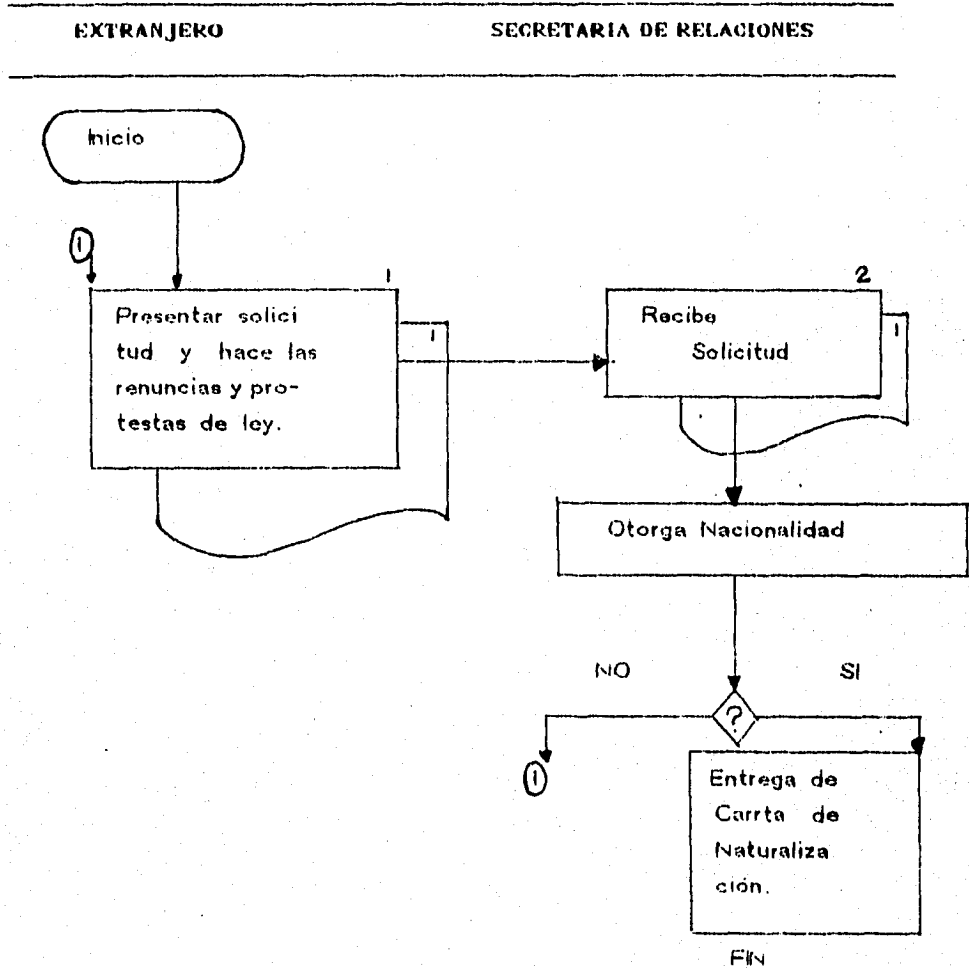 EXTRANJERO
SECRETARIA DE RELACIONES
Inicio
1
1
Presentar solici
tud y hace las
renuncias y pro-
testas de ley.
1
2
Recibe
Solicitud
1
Otorga Nacionalidad
NO
SI
?
1
Entrega de
Carrta de
Naturaliza
ción.
FIN